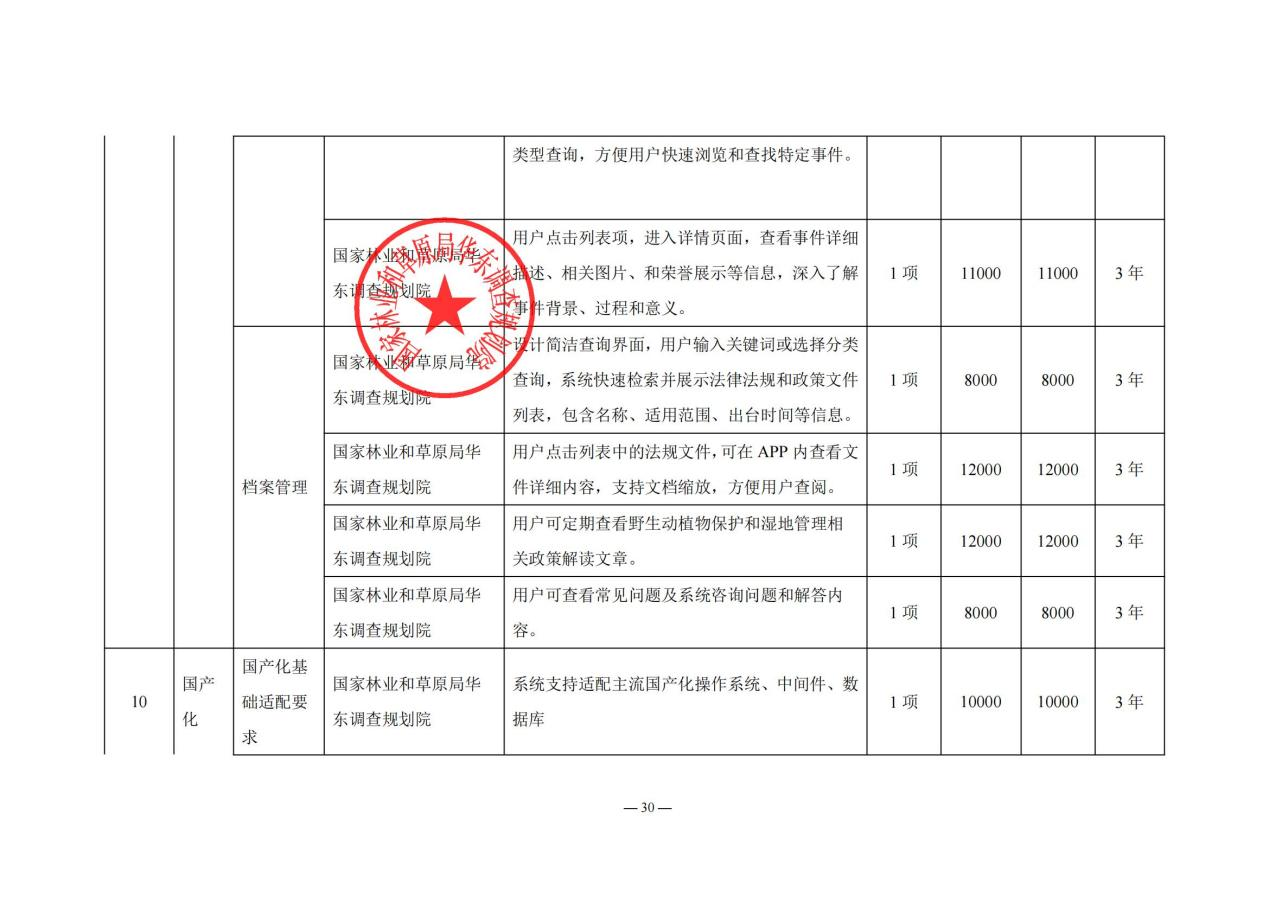 类型查询，方便用户快速浏览和查找特定事件。
国家林业和草原局华
东调查规划院
用户点击列表项，进入详情页面，查看事件详细
描述、相关图片、和荣誉展示等信息，深入了解
事件背景、过程和意义。
1 项
11000
11000
3 年
国家林业和草原局华东调查规划院
档案管理
国家林业和草原局华
东调查规划院
设计简洁查询界面，用户输入关键词或选择分类
查询，系统快速检索并展示法律法规和政策文件
列表，包含名称、适用范围、出台时间等信息。
1 项
8000
8000
3 年
国家林业和草原局华
东调查规划院
用户点击列表中的法规文件，可在 APP 内查看文
件详细内容，支持文档缩放，方便用户查阅。
1 项
12000
12000
3 年
国家林业和草原局华
东调查规划院
用户可定期查看野生动植物保护和湿地管理相
关政策解读文章。
1 项
12000
12000
3 年
国家林业和草原局华
东调查规划院
用户可查看常见问题及系统咨询问题和解答内
容。
1 项
8000
8000
3 年
10
国产
化
国产化基
础适配要
求
国家林业和草原局华
东调查规划院
系统支持适配主流国产化操作系统、中间件、数
据库
1 项
10000
10000
3 年
— 30 —